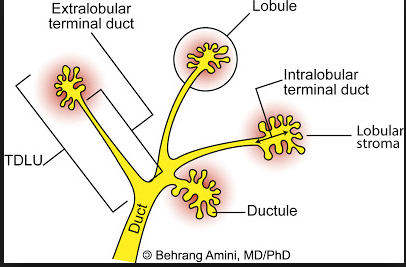 Extralobular
terminal duct
Lobule
Intralobular
terminal duct
Lobular
stroma
TDLU
Duct
Ductule
🄯 Behrang Amini, MD/PhD